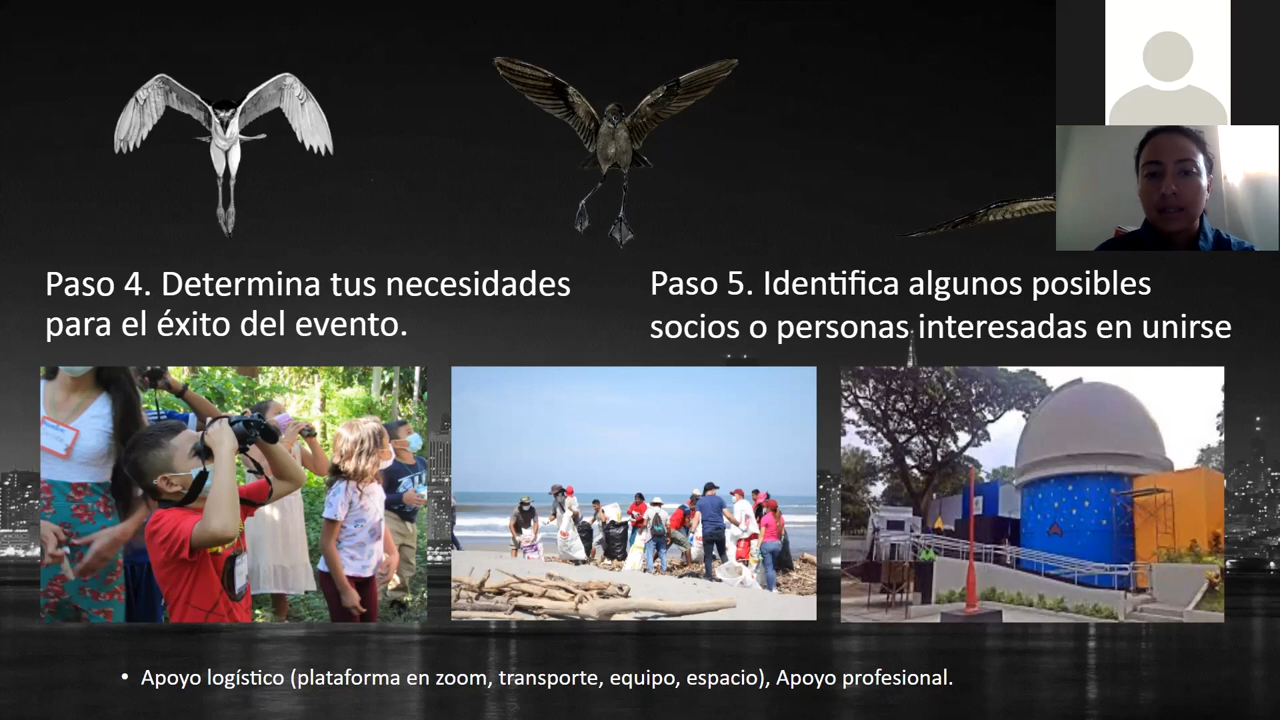 Paso 4. Determina tus necesidades
para el éxito del evento.
Paso 5. Identifica algunos posibles
socios o personas interesadas en unirse
• Apoyo logístico (plataforma en zoom, transporte, equipo, espacio), Apoyo profesional.